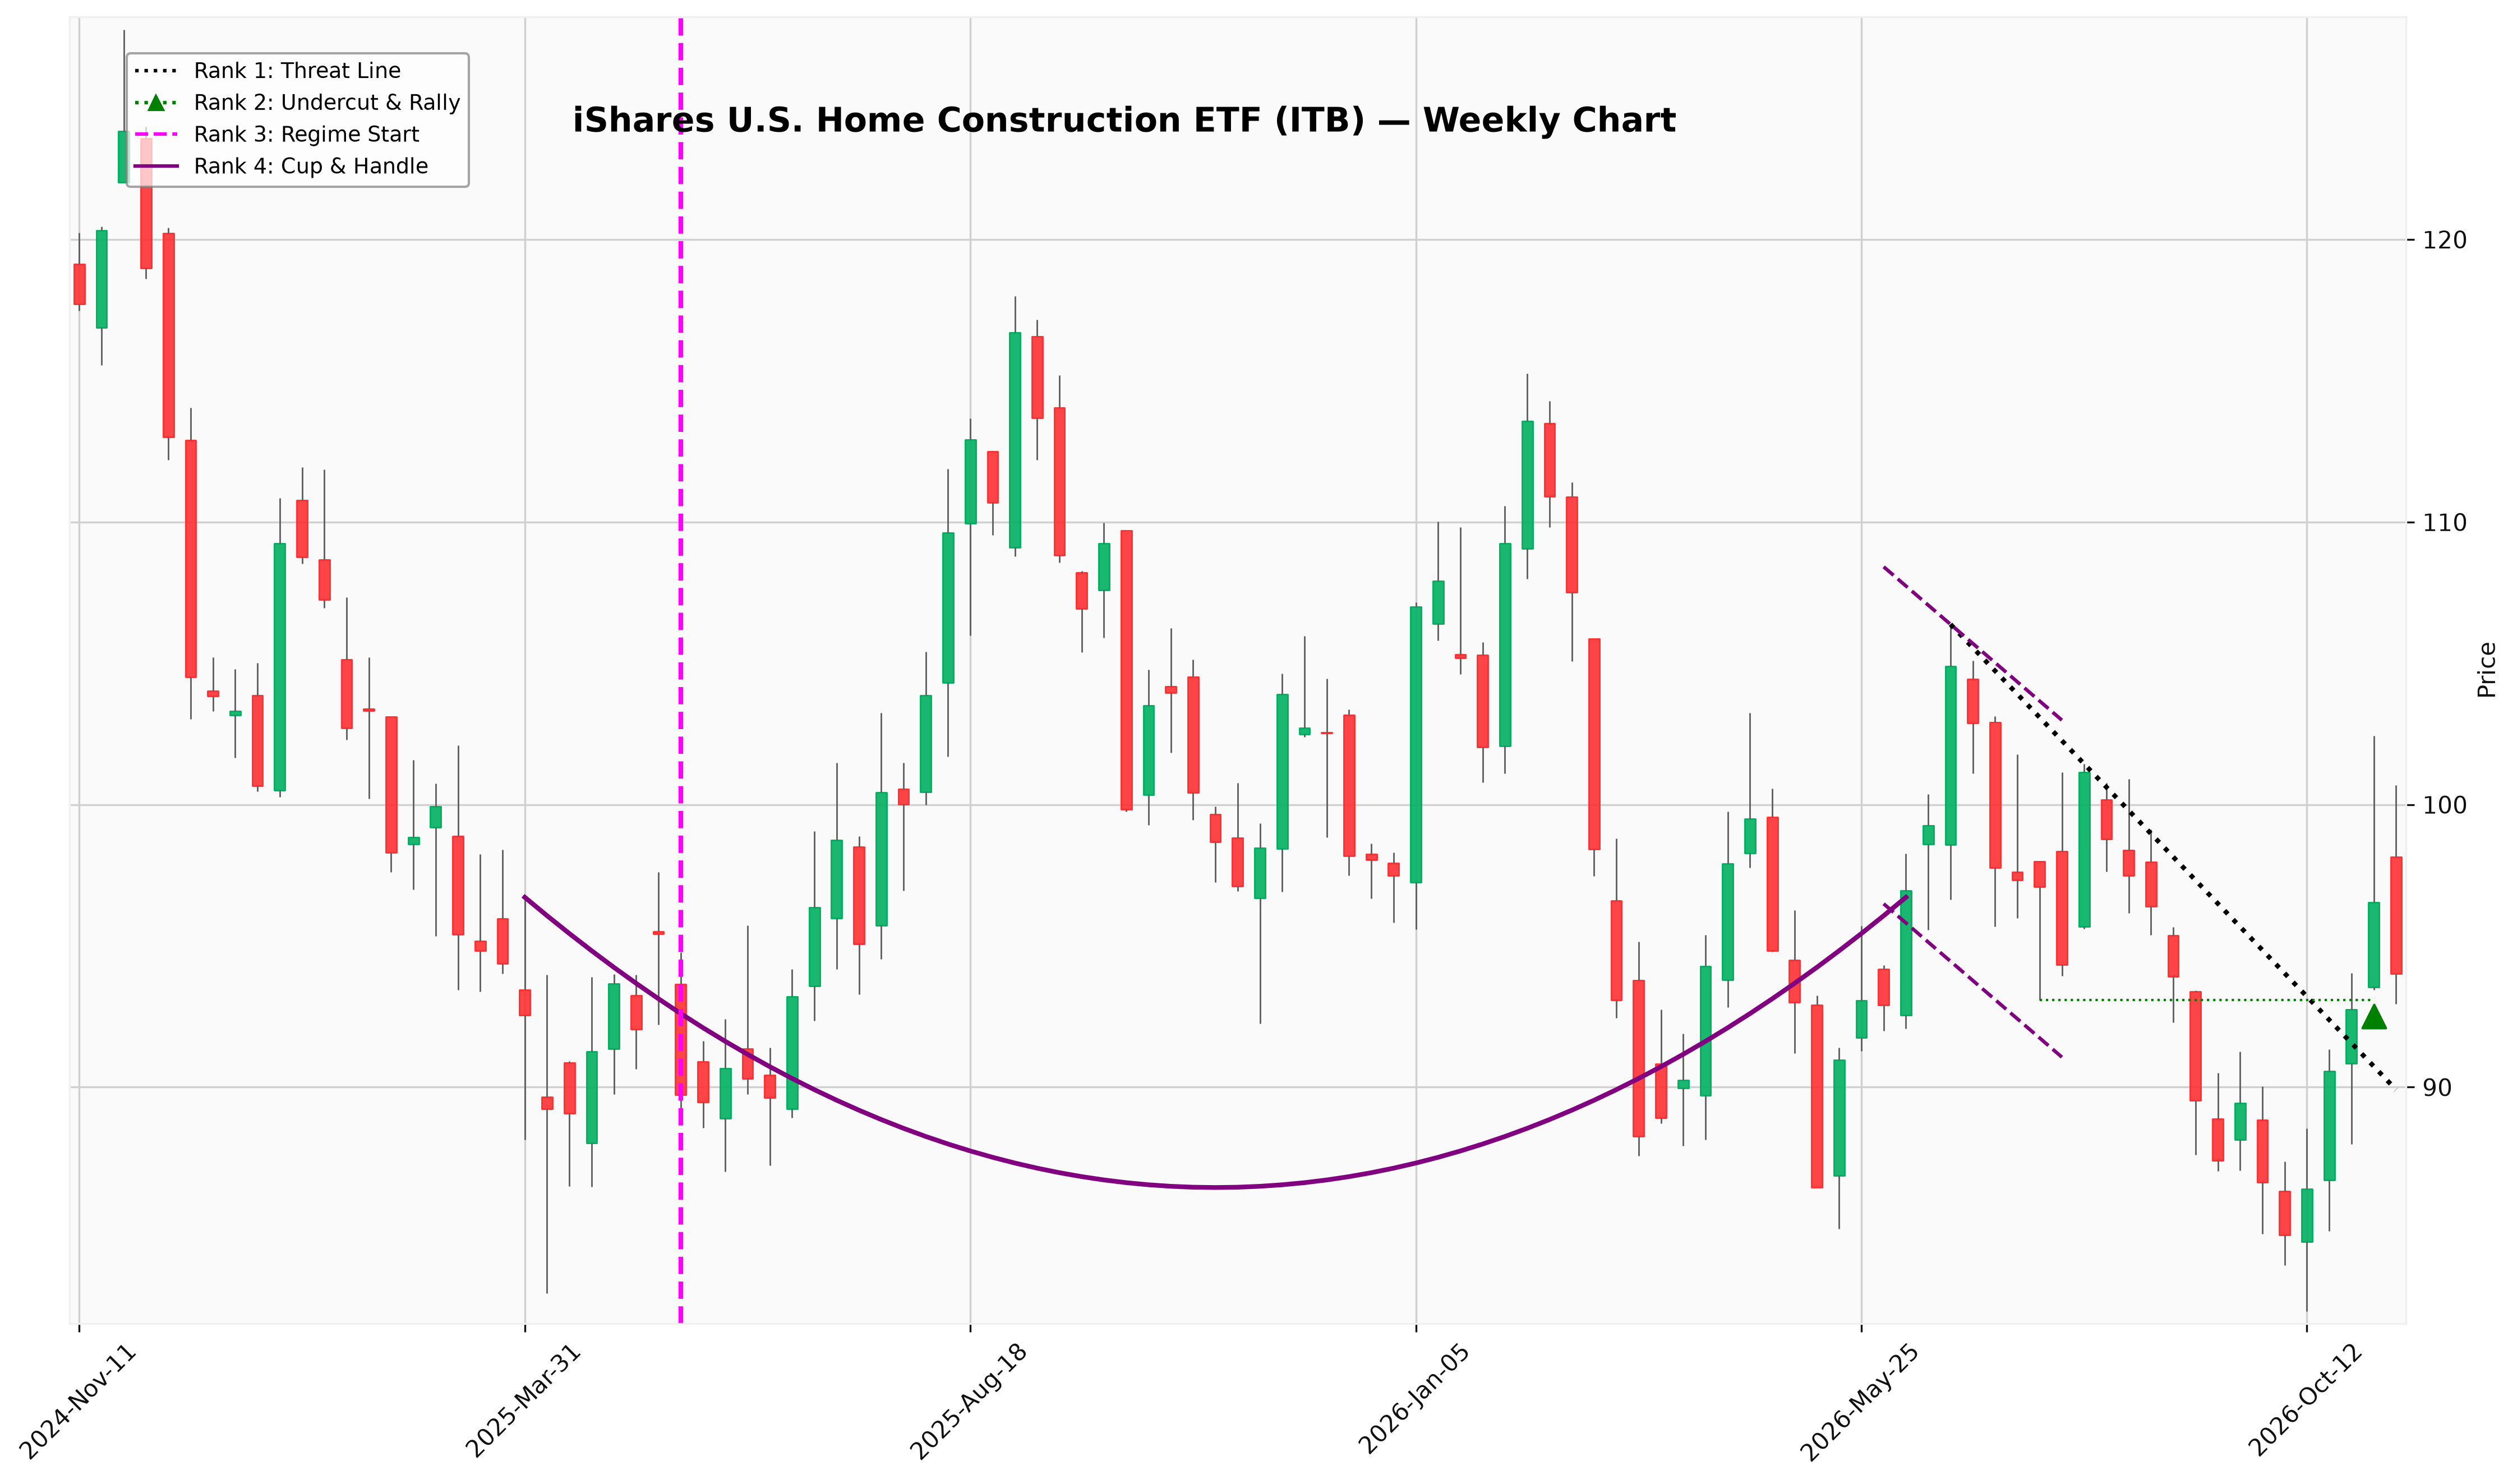 iShares U.S. Home Construction ETF (ITB) — Weekly Chart
Rank 1: Threat Line
Rank 2: Undercut & Rally
Rank 3: Regime Start
Rank 4: Cup & Handle
120
110
100
90
Price
2024-Nov-11
2025-Mar-31
2025-Aug-18
2026-Jan-05
2026-May-25
2026-Oct-12